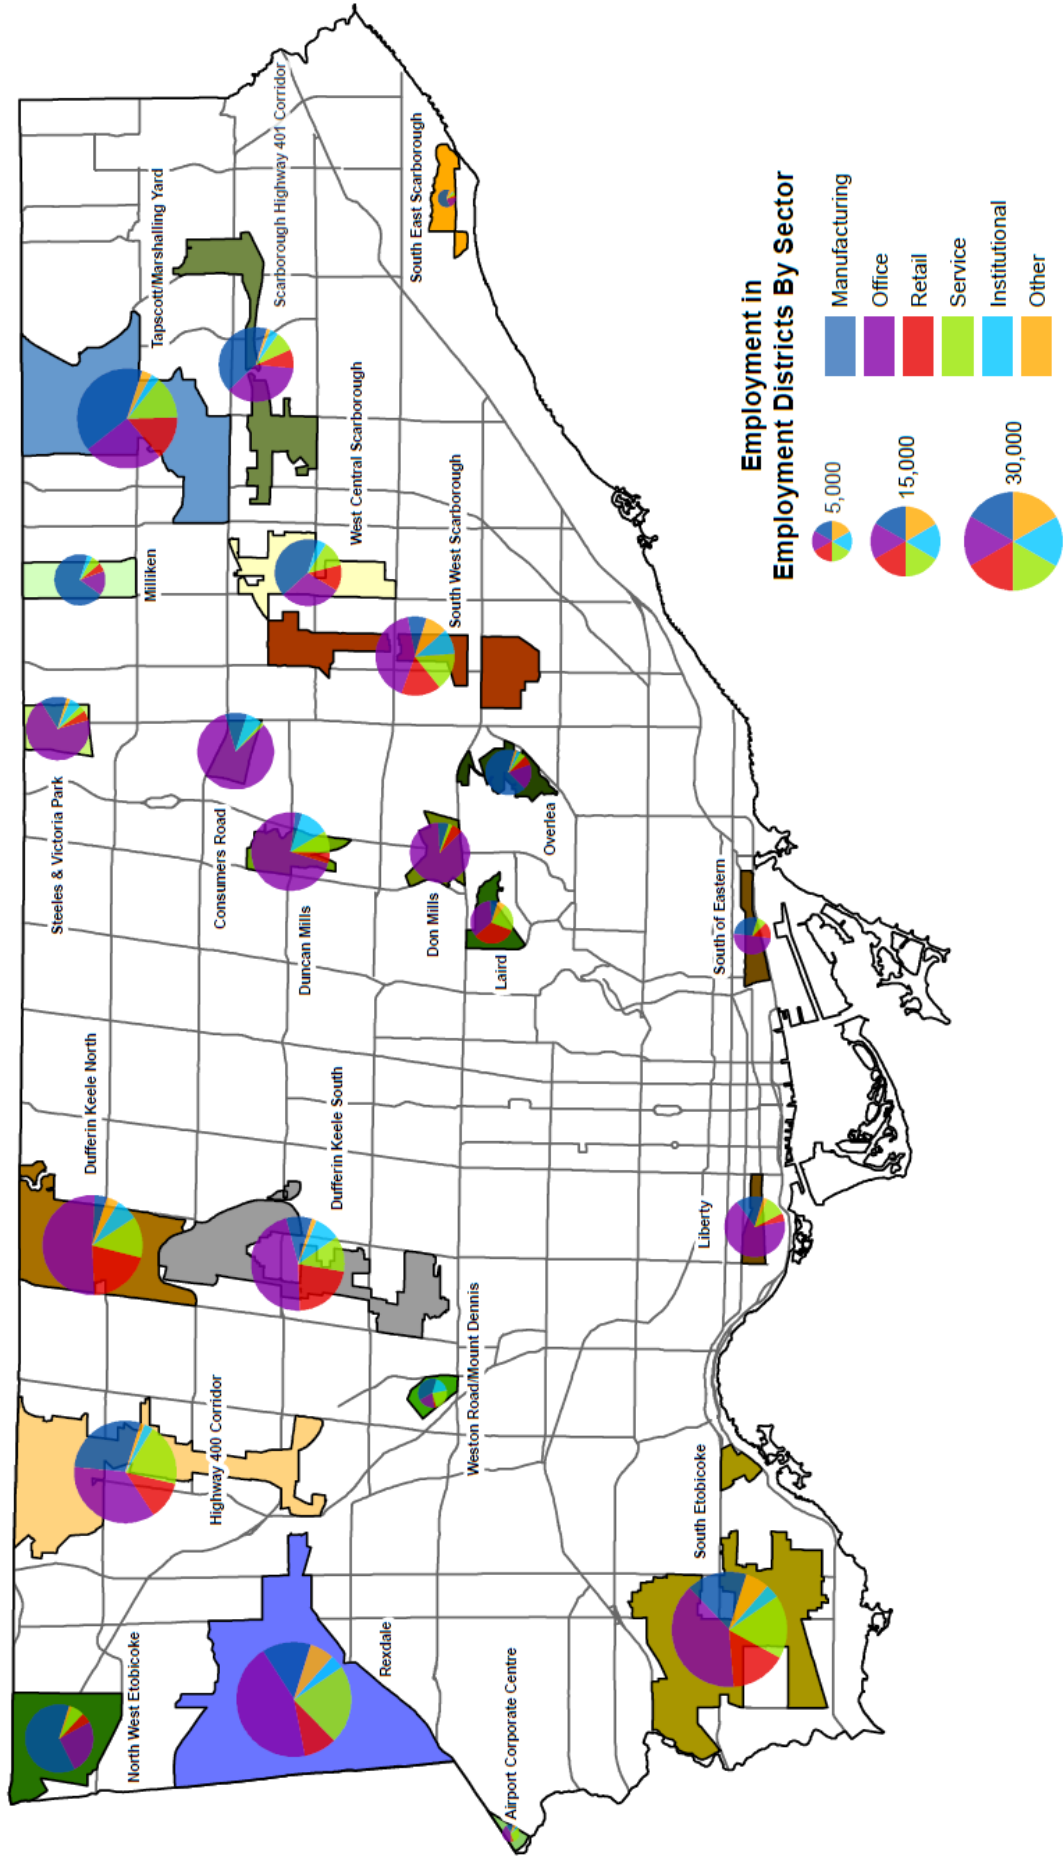 Tapscott/Marshalling Yard
Scarborough Highway 401 Corridor
South East Scarborough
Milliken
West Central Scarborough
South West Scarborough
Steeles & Victoria Park
Consumers Road
Duncan Mills
Don Mills
Laird
Overlea
South of Eastern
Dufferin Keele North
Dufferin Keele South
Liberty
Highway 400 Corridor
Weston Road/Mount Dennis
South Etobicoke
North West Etobicoke
Rexdale
Airport Corporate Centre
Employment in
Employment Districts By Sector
5,000
15,000
30,000
Manufacturing
Office
Retail
Service
Institutional
Other